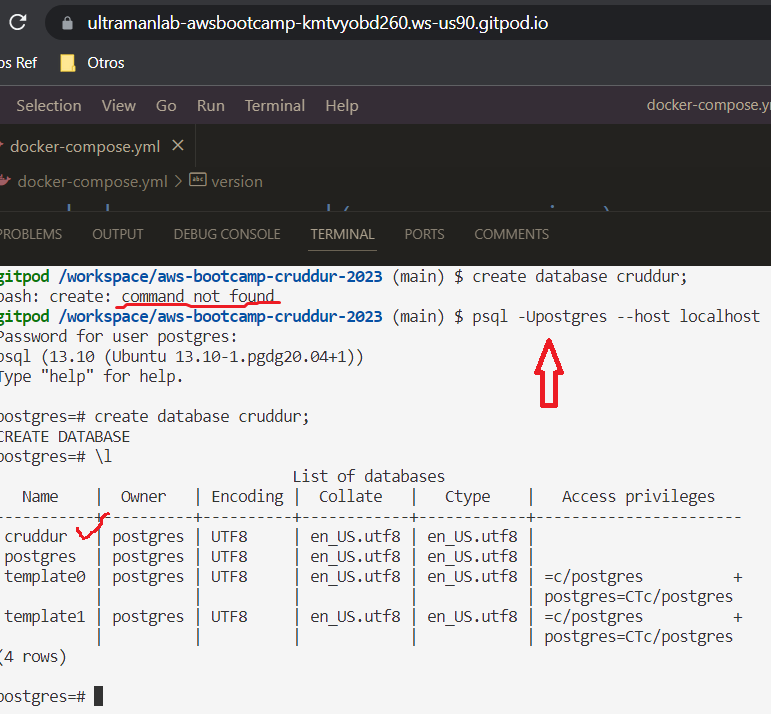 ultramanlab-awsbootcamp-kmtvyobd260.ws-us90.gitpod.io
os Ref Otros
Selection View Go Run Terminal Help docker-compose.y
docker-compose.yml
docker-compose.yml > abc version
PROBLEMS OUTPUT DEBUG CONSOLE TERMINAL PORTS COMMENTS
gitpod /workspace/aws-bootcamp-cruddur-2023 (main) $ create database cruddur;
bash: create: command not found
gitpod /workspace/aws-bootcamp-cruddur-2023 (main) $ psql -Upostgres --host localhost
Password for user postgres:
psql (13.10 (Ubuntu 13.10-1.pgdg20.04+1))
Type "help" for help.
postgres=# create database cruddur;
CREATE DATABASE
postgres=# \l
List of databases
Name | Owner | Encoding | Collate | Ctype | Access privileges
-----------+----------+----------+------------+------------+-----------------------
cruddur | postgres | UTF8 | en_US.utf8 | en_US.utf8 |
postgres | postgres | UTF8 | en_US.utf8 | en_US.utf8 |
template0 | postgres | UTF8 | en_US.utf8 | en_US.utf8 | =c/postgres +
| | | | | postgres=CTc/postgres
template1 | postgres | UTF8 | en_US.utf8 | en_US.utf8 | =c/postgres +
| | | | | postgres=CTc/postgres
(4 rows)
postgres=#